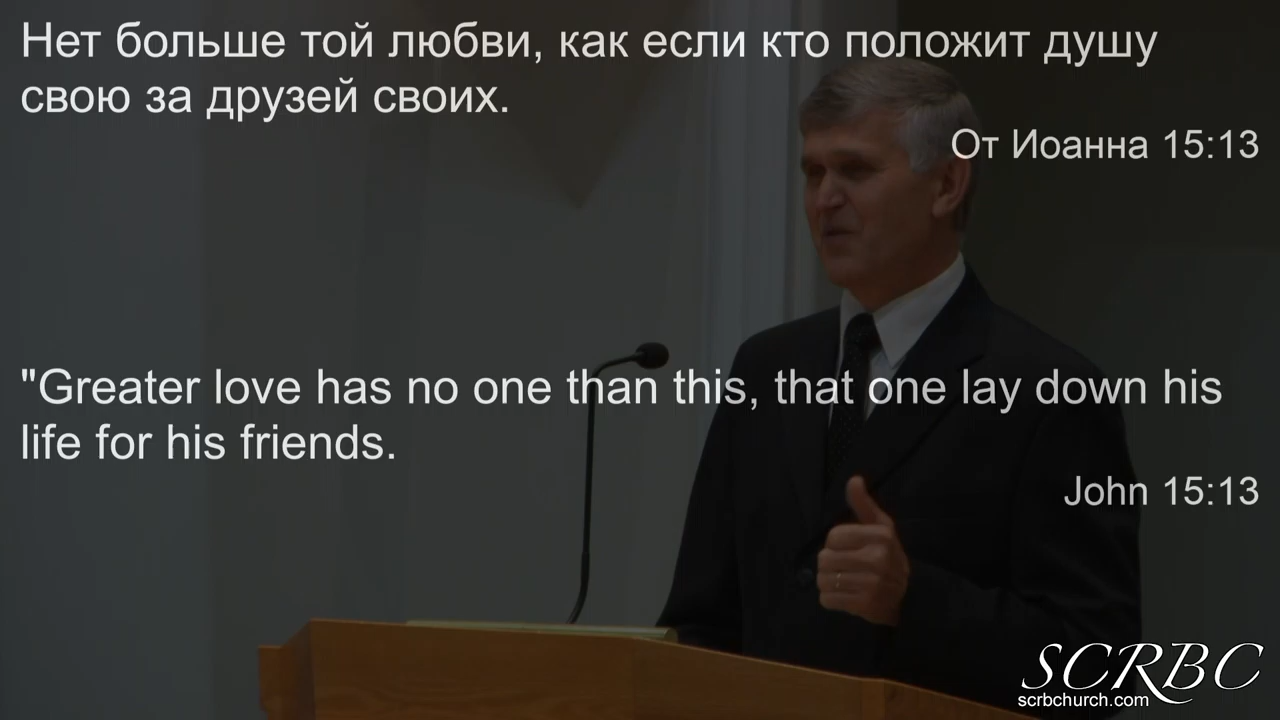 Нет больше той любви, как если кто положит душу
свою за друзей своих.
От Иоанна 15:13
"Greater love has no one than this, that one lay down his
life for his friends.
John 15:13
SCRBC
scrbchurch.com